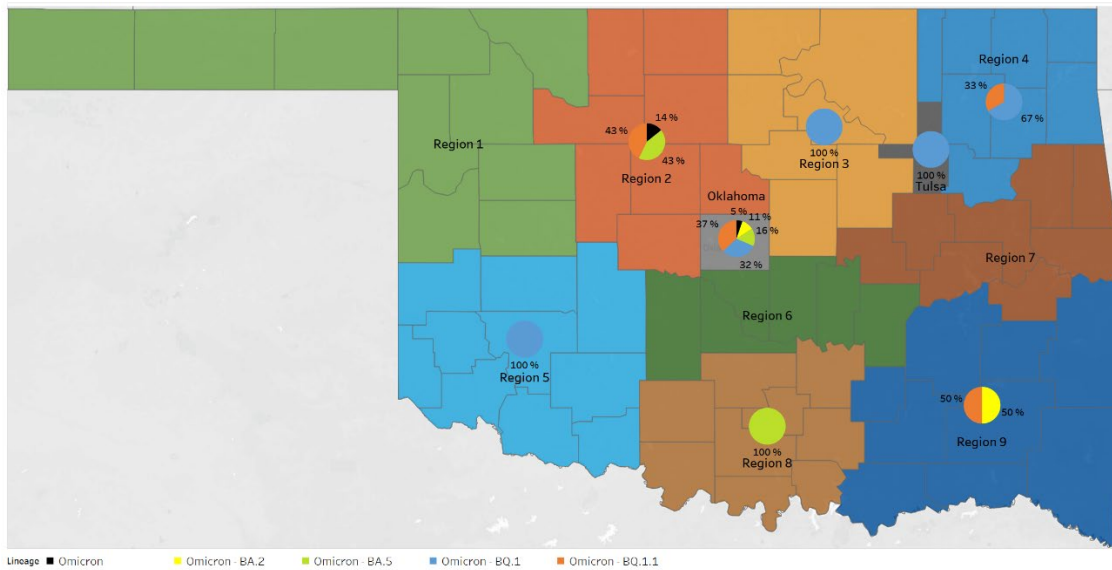 Region 4
33 %
67 %
14 %
43 %
43 %
Region 1
Region 2
100 %
Region 3
100 %
Tulsa
Oklahoma
5 %
11 %
37 %
16 %
32 %
Region 7
Region 6
100 %
Region 5
50 %
50 %
Region 9
100 %
Region 8
Lineage Omicron Omicron - BA.2 Omicron - BA.5 Omicron - BQ.1 Omicron - BQ.1.1